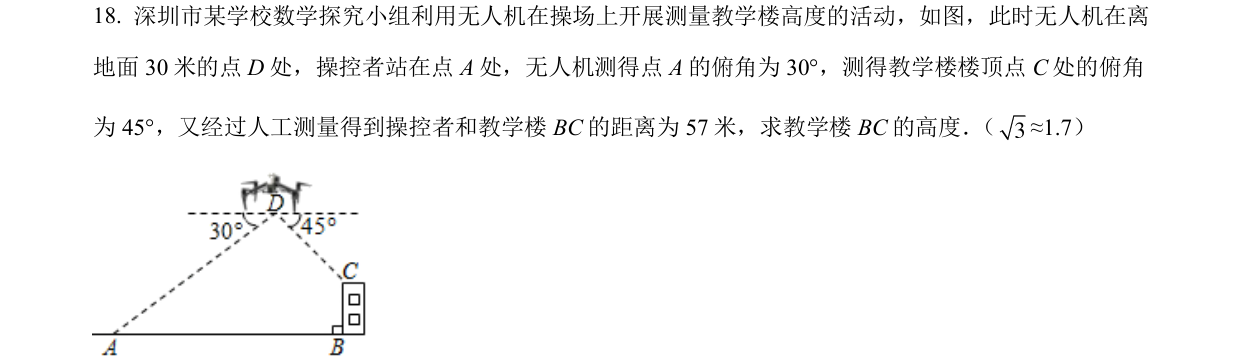 18. 深圳市某学校数学探究小组利用无人机在操场上开展测量教学楼高度的活动，如图，此时无人机在离
地面 30 米的点 D 处，操控者站在点 A 处，无人机测得点 A 的俯角为 30°，测得教学楼楼顶点 C 处的俯角
为 45°，又经过人工测量得到操控者和教学楼 BC 的距离为 57 米，求教学楼 BC 的高度．（√3≈1.7）
D
30° 45°
C
A B